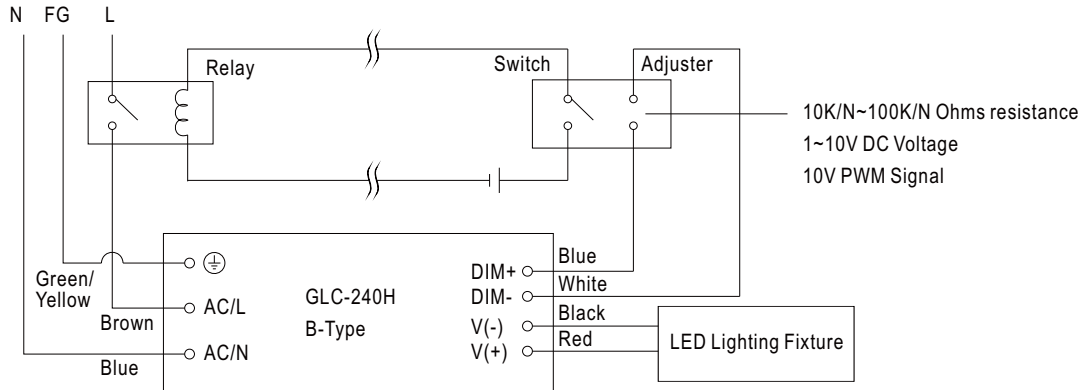 N FG L
Relay
Switch
Adjuster
10K/N~100K/N Ohms resistance
1~10V DC Voltage
10V PWM Signal
Green/
Yellow
Brown
Blue
AC/L
AC/N
GLC-240H
B-Type
DIM+
DIM-
V(-)
V(+)
Blue
White
Black
Red
LED Lighting Fixture